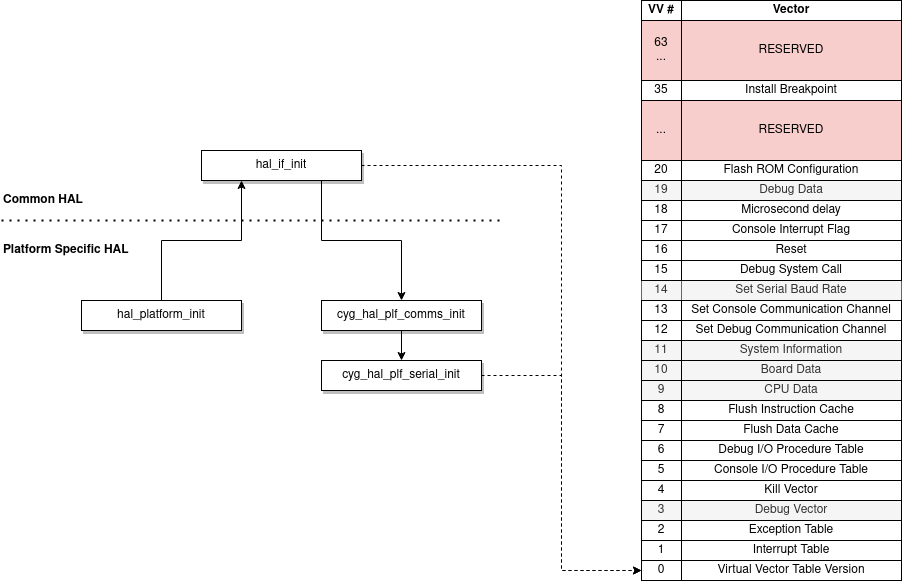 hal_if_init
Common HAL
Platform Specific HAL
hal_platform_init
cyg_hal_plf_comms_init
cyg_hal_plf_serial_init
VV # Vector
63
... RESERVED
35 Install Breakpoint
... RESERVED
20 Flash ROM Configuration
19 Debug Data
18 Microsecond delay
17 Console Interrupt Flag
16 Reset
15 Debug System Call
14 Set Serial Baud Rate
13 Set Console Communication Channel
12 Set Debug Communication Channel
11 System Information
10 Board Data
9 CPU Data
8 Flush Instruction Cache
7 Flush Data Cache
6 Debug I/O Procedure Table
5 Console I/O Procedure Table
4 Kill Vector
3 Debug Vector
2 Exception Table
1 Interrupt Table
0 Virtual Vector Table Version